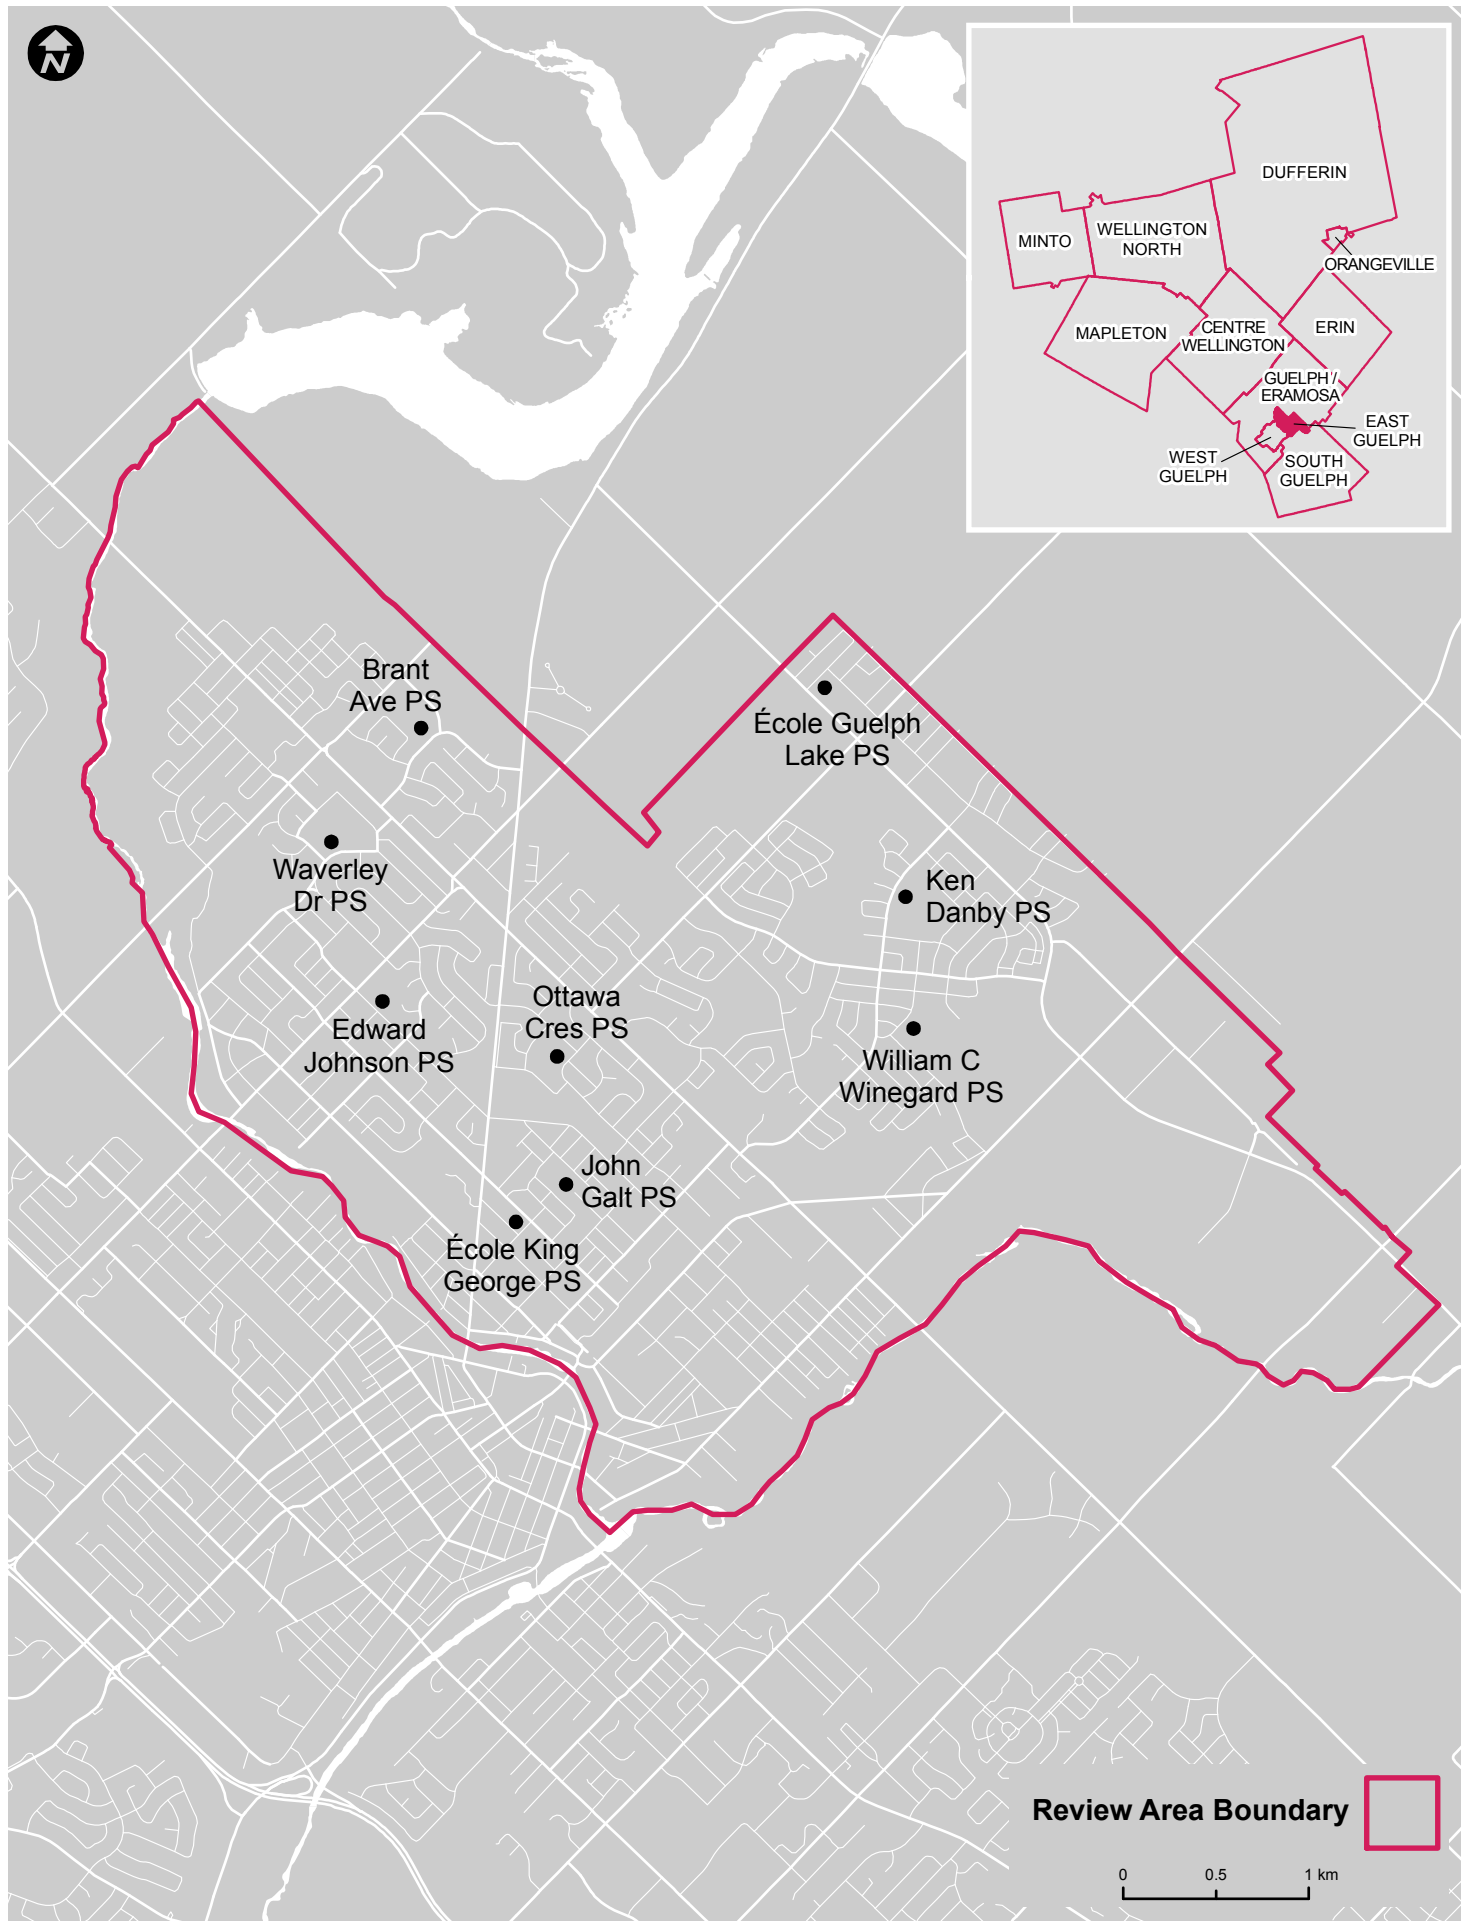 N
DUFFERIN
MINTO
WELLINGTON
NORTH
ORANGEVILLE
MAPLETON
CENTRE
WELLINGTON
ERIN
GUELPH /
ERAMOSA
EAST
GUELPH
WEST
GUELPH
SOUTH
GUELPH
Brant
Ave PS
École Guelph
Lake PS
Waverley
Dr PS
Ken
Danby PS
Edward
Johnson PS
Ottawa
Cres PS
William C
Winegard PS
John
Galt PS
École King
George PS
Review Area Boundary
0 0.5 1 km